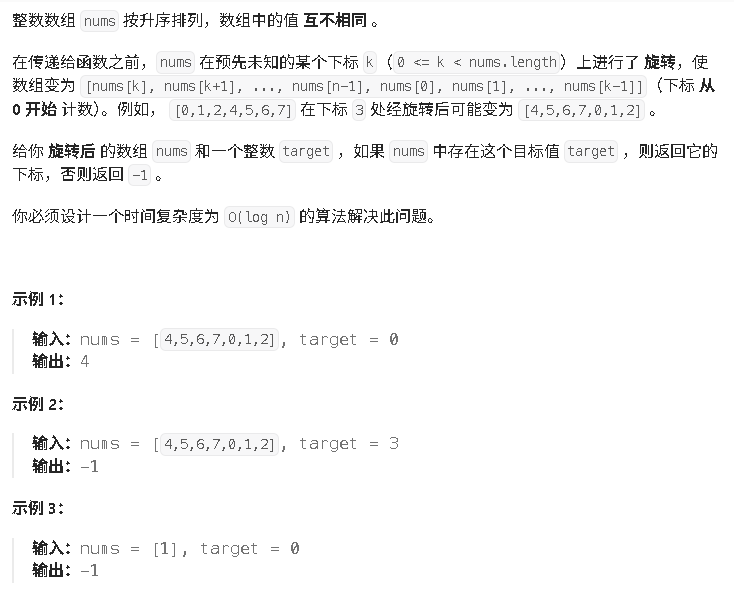 整数数组 nums 按升序排列，数组中的值 互不相同 。
在传递给函数之前，nums 在预先未知的某个下标 k（0 <= k < nums.length）上进行了 旋转，使
数组变为 [nums[k], nums[k+1], ..., nums[n-1], nums[0], nums[1], ..., nums[k-1]]（下标 从
0 开始 计数）。例如， [0,1,2,4,5,6,7] 在下标 3 处经旋转后可能变为 [4,5,6,7,0,1,2] 。
给你 旋转后 的数组 nums 和一个整数 target ，如果 nums 中存在这个目标值 target ，则返回它的
下标，否则返回 -1 。
你必须设计一个时间复杂度为 O(log n) 的算法解决此问题。
示例 1：
输入：nums = [4,5,6,7,0,1,2], target = 0
输出：4
示例 2：
输入：nums = [4,5,6,7,0,1,2], target = 3
输出：-1
示例 3：
输入：nums = [1], target = 0
输出：-1